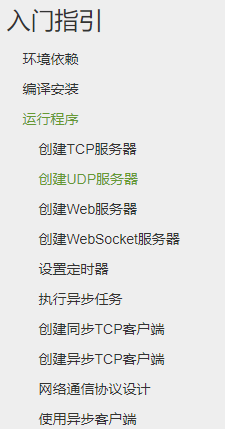 入门指引
环境依赖
编译安装
运行程序
创建TCP服务器
创建UDP服务器
创建Web服务器
创建WebSocket服务器
设置定时器
执行异步任务
创建同步TCP客户端
创建异步TCP客户端
网络通信协议设计
使用异步客户端